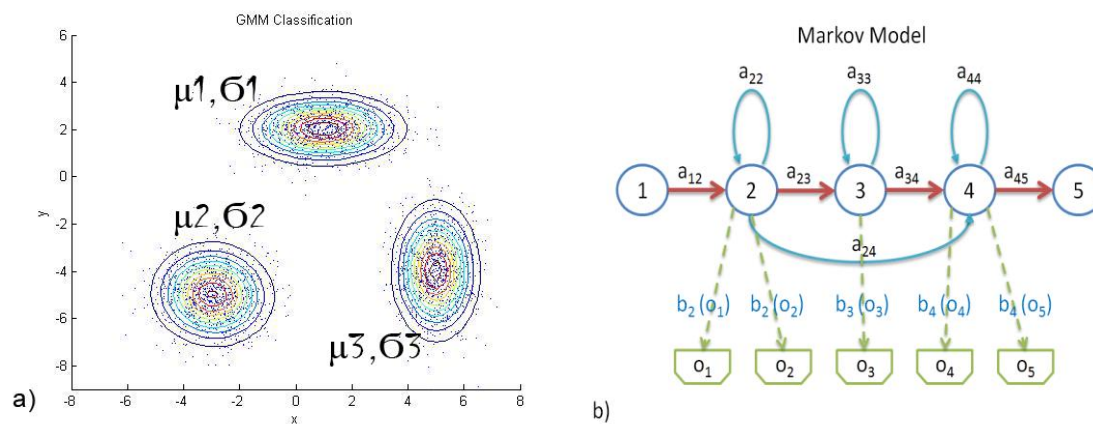 GMM Classification
6
4
2
0
-2
-4
-6
-8
y
μ1,б1
μ2,б2
μ3,б3
-8 -6 -4 -2 0 2 4 6 8
x
a)
Markov Model
a22 a33 a44
1 a12 2 a23 3 a34 4 a45 5
a24
b2 (o1) b2 (o2) b3 (o3) b4 (o4) b4 (o5)
o1 o2 o3 o4 o5
b)